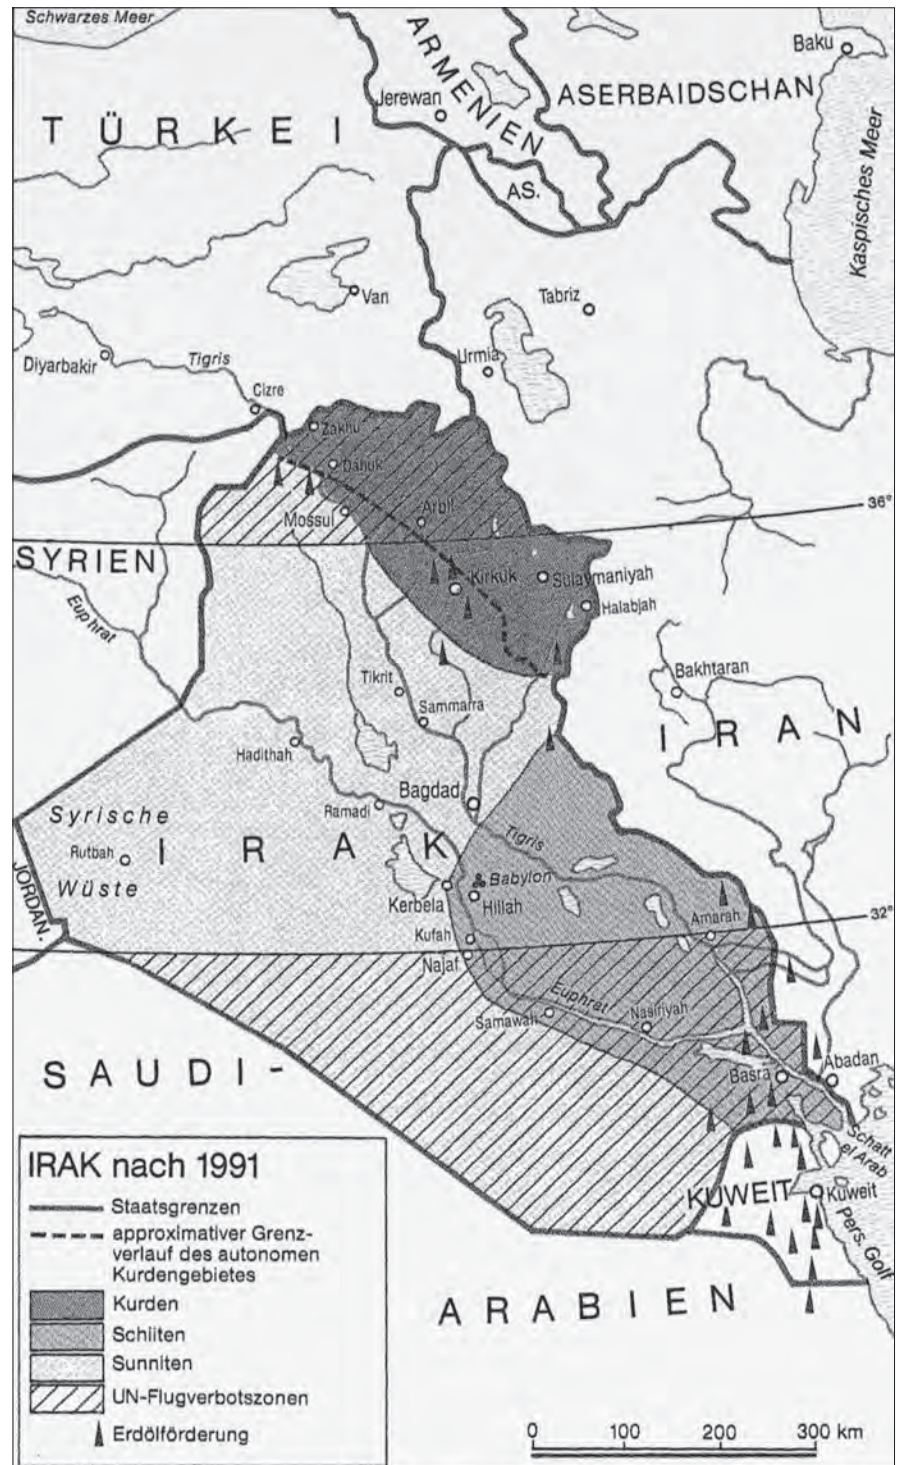 Schwarzes Meer
ARMENIEN
Baku
ASERBAIDSCHAN
Jerewan
TÜRKEI
AS.
Kaspisches Meer
Van
Tabriz
Urmia
Diyarbakir
Tigris
Cizre
Zakhu
Dahuk
36°
Mossul
Arbil
SYRIEN
Kirkuk
Sulaymaniyah
Halabjah
Euphrat
Tikrit
Sammarra
Bakhtaran
IRAN
Hadithah
Bagdad
Ramadi
Syrische
Rutbah
IRAK
Tigris
Wüste
JORDAN.
Babylon
Kerbela
Hillah
Amarah
32°
Kufah
Najaf
Euphrat
Samawah
Nasiriyah
SAUDI-
Basra
Abadan
Schatt
el Arab
KUWEIT
Kuweit
Pers. Golf
ARABIEN
IRAK nach 1991
Staatsgrenzen
approximativer Grenz-
verlauf des autonomen
Kurdengebietes
Kurden
Schiiten
Sunniten
UN-Flugverbotszonen
Erdölförderung
0 100 200 300 km